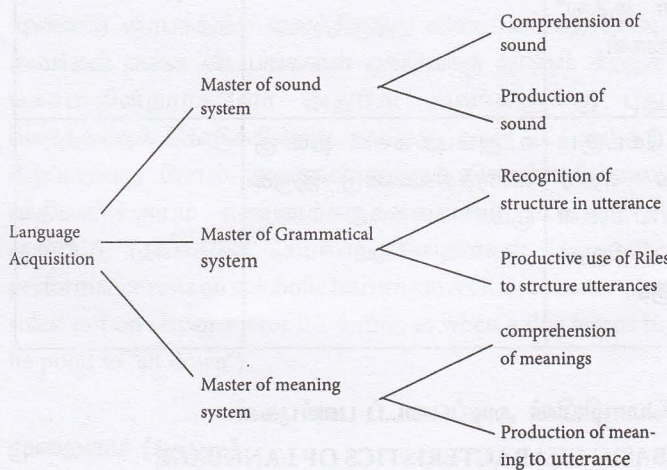 Comprehension of
sound
Master of sound
system
Production of
sound
Recognition of
structure in utterance
Language
Acquisition
Master of Grammatical
system
Productive use of Riles
to strcture utterances
comprehension
of meanings
Master of meaning
system
Production of mean-
ing to utterance